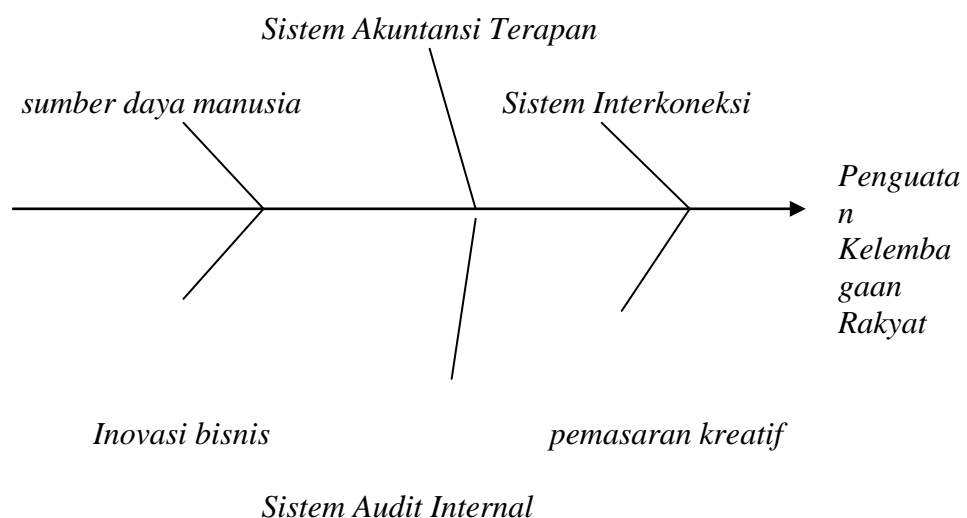 Sistem Akuntansi Terapan
sumber daya manusia
Sistem Interkoneksi
Penguata
n
Kelemba
gaan
Rakyat
Inovasi bisnis
pemasaran kreatif
Sistem Audit Internal